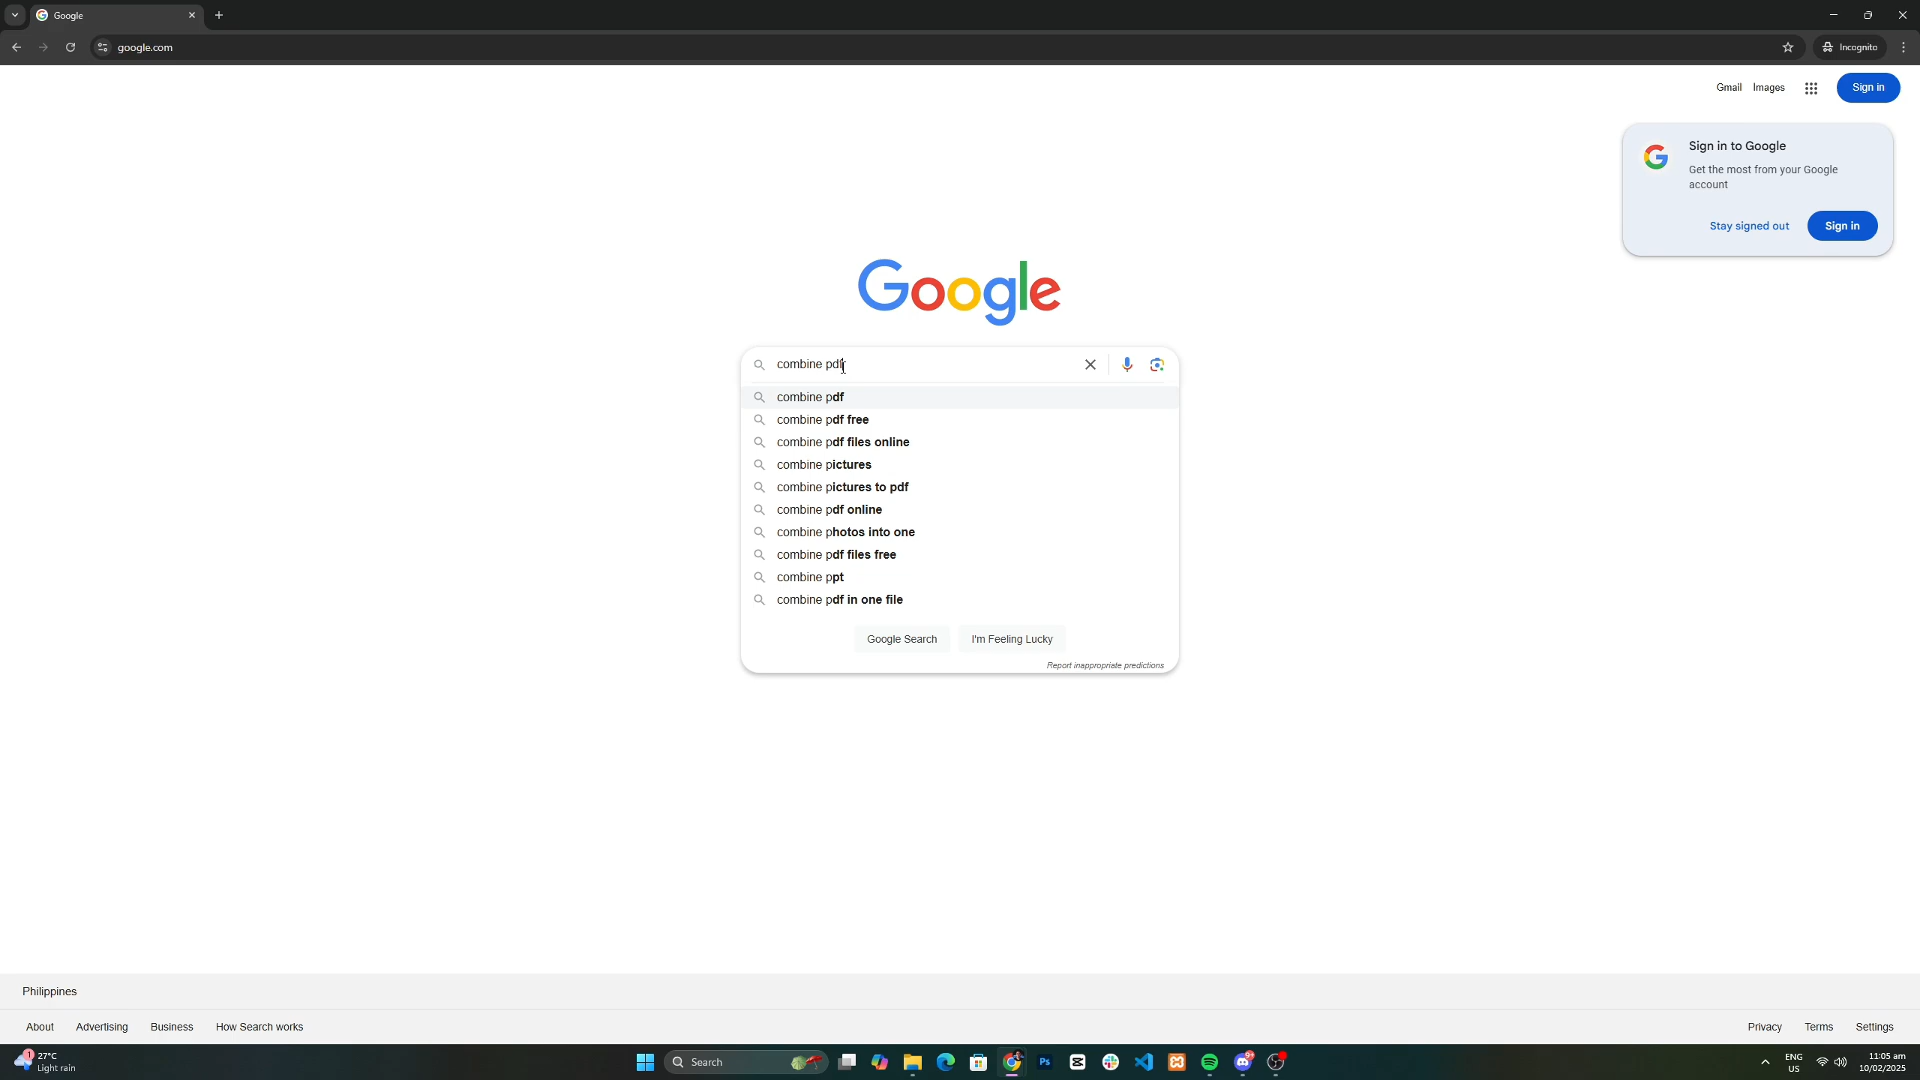 Google
google.com
Incognito
Gmail Images Sign in
Sign in to Google
Get the most from your Google
account
Stay signed out Sign in
Google
combine pdf
combine pdf
combine pdf free
combine pdf files online
combine pictures
combine pictures to pdf
combine pdf online
combine photos into one
combine pdf files free
combine ppt
combine pdf in one file
Google Search I'm Feeling Lucky
Report inappropriate predictions
Philippines
About Advertising Business How Search works Privacy Terms Settings
1 27°C
Light rain
Search
Ps
9+
ENG
US
11:05 am
10/02/2025